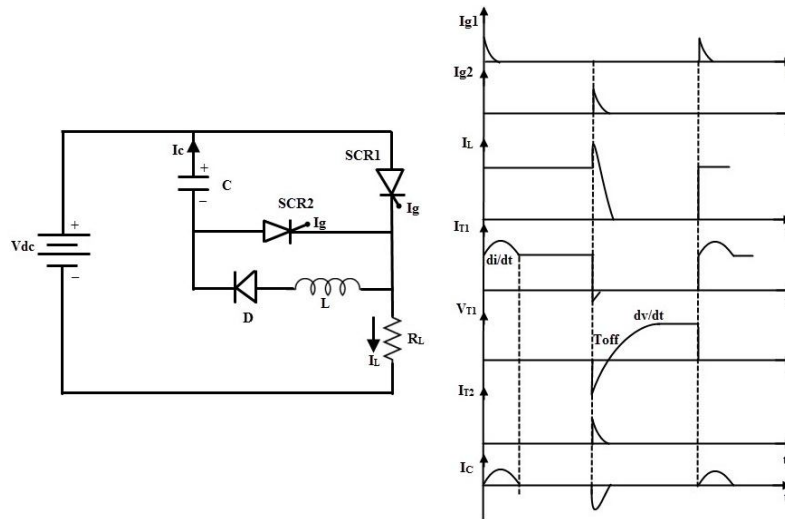 Ic
+
C
−
SCR1
Ig
SCR2
Ig
Vdc
+
−
D
L
IL
RL
Ig1
Ig2
IL
IT1
di/dt
VT1
dv/dt
Toff
IT2
IC
t